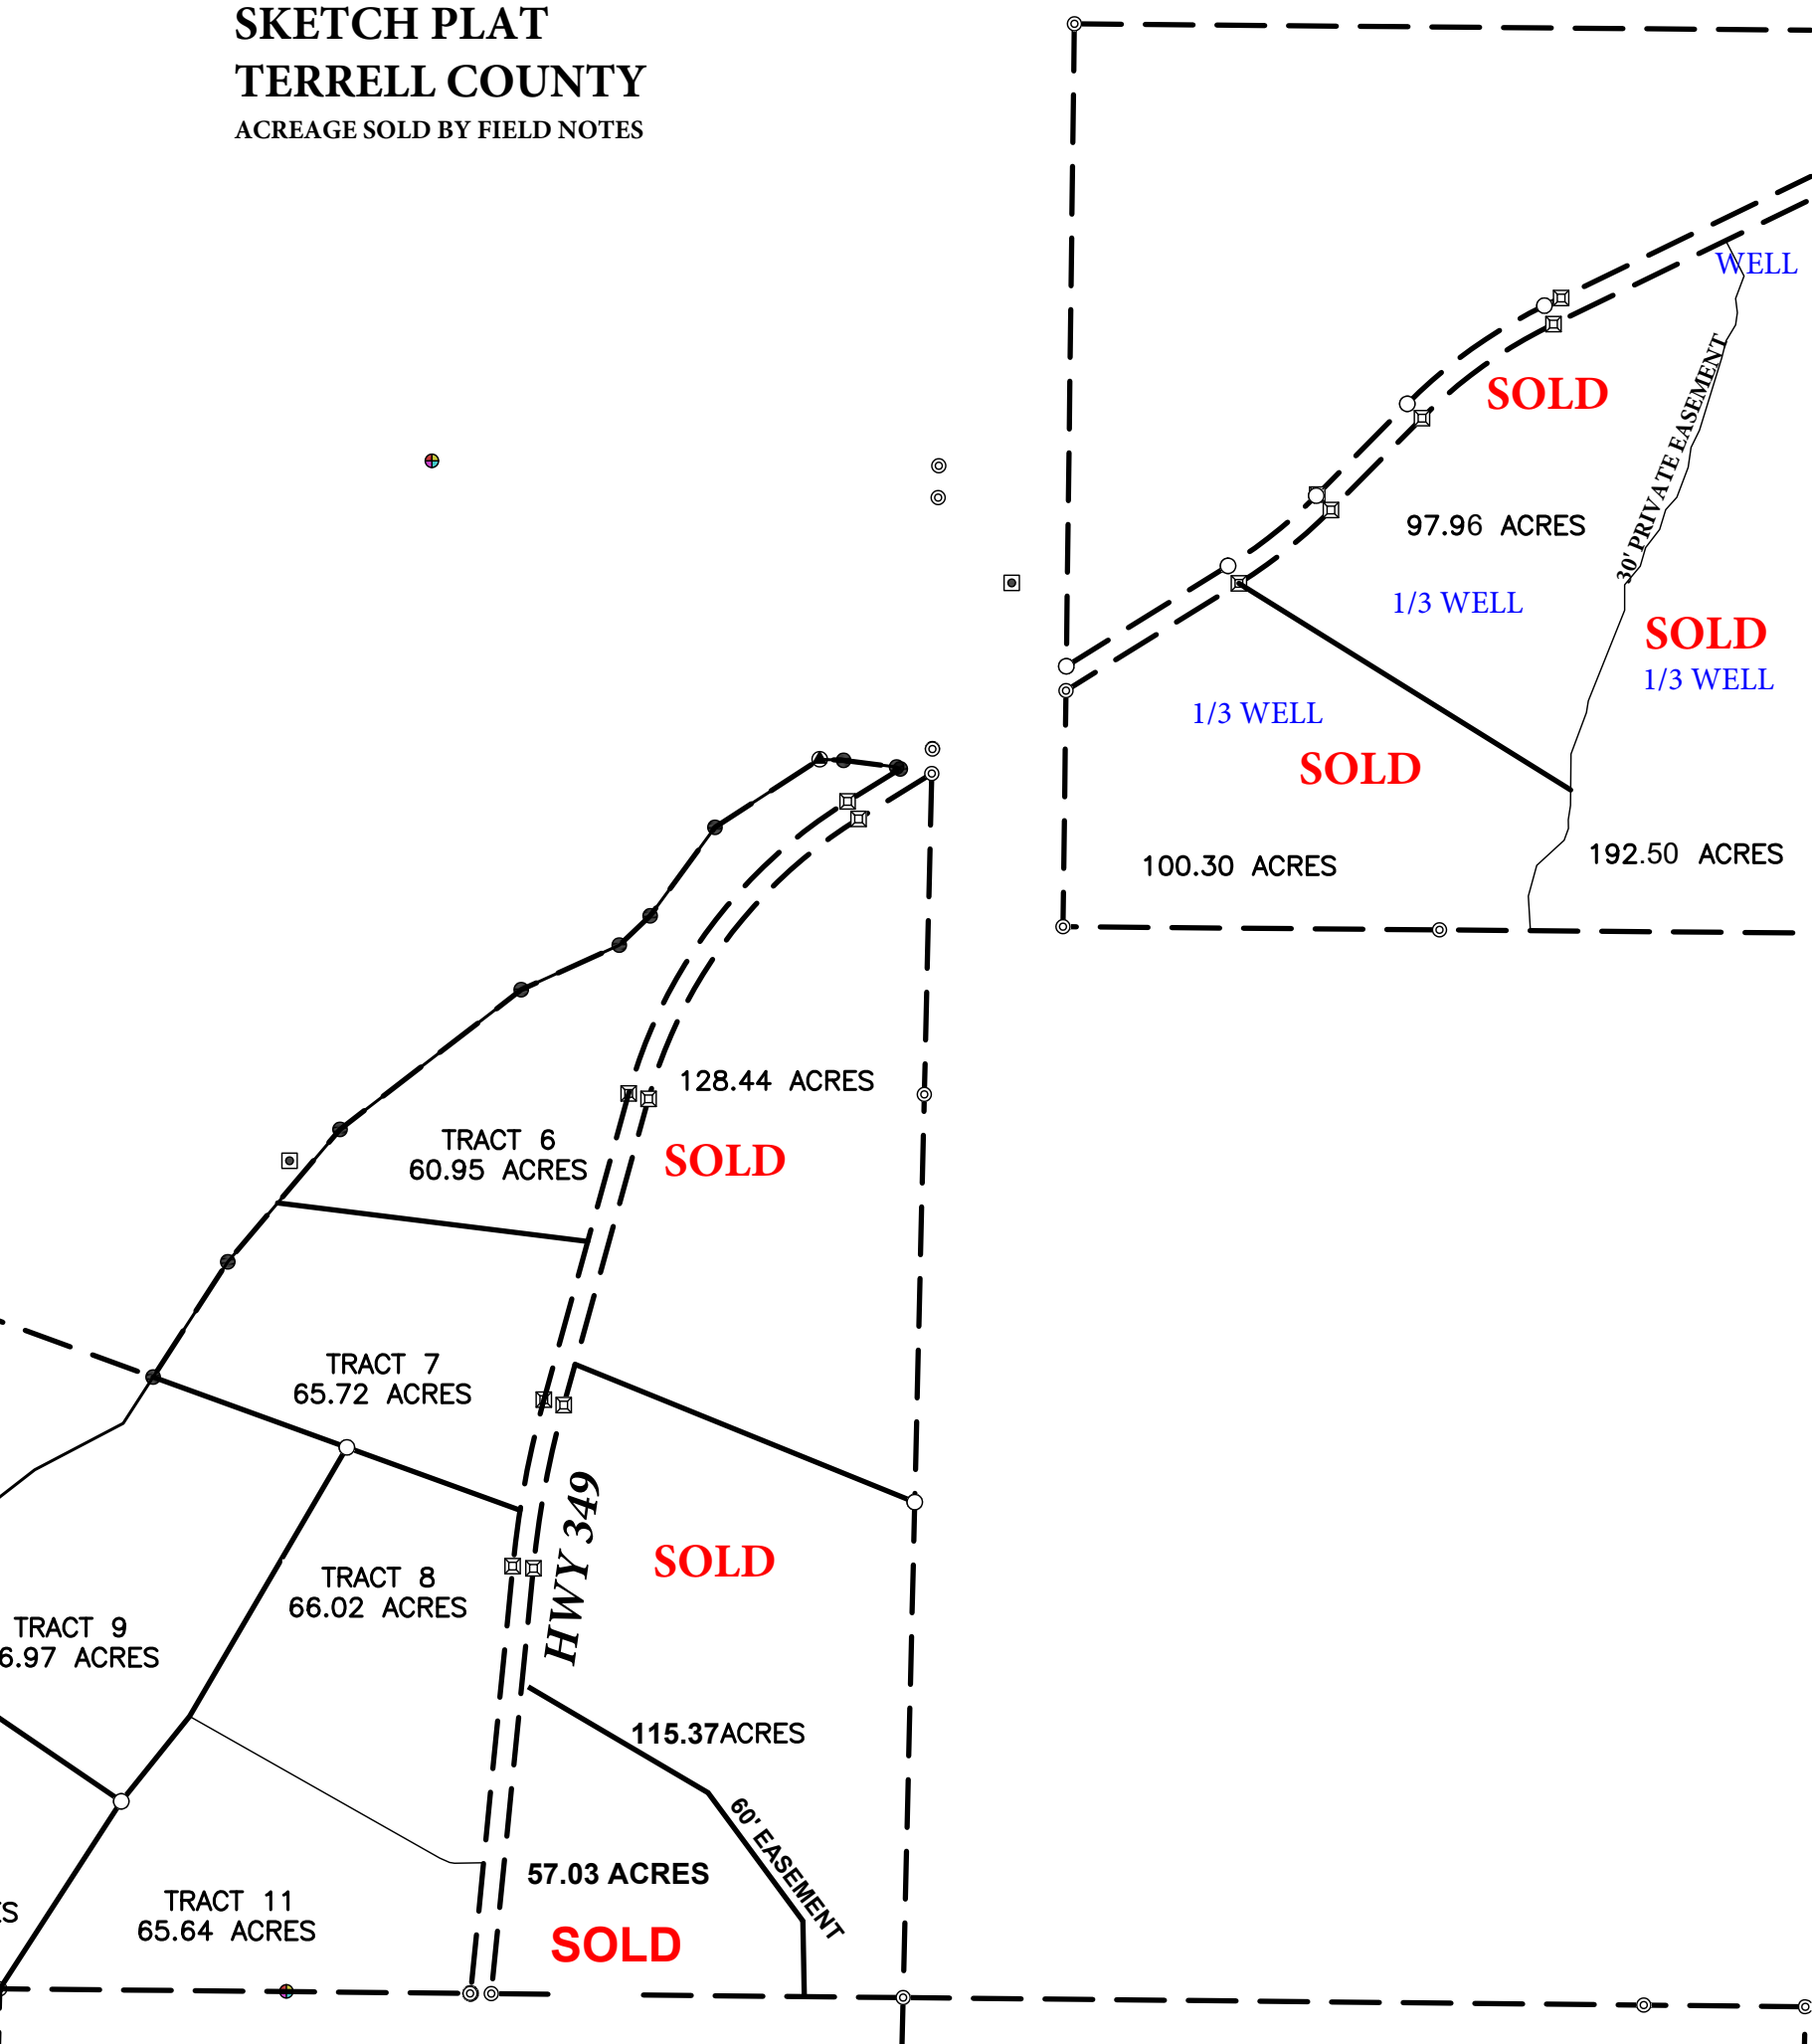 SKETCH PLAT
TERRELL COUNTY
ACREAGE SOLD BY FIELD NOTES
WELL
SOLD
30' PRIVATE EASEMENT
97.96 ACRES
1/3 WELL
SOLD
1/3 WELL
1/3 WELL
SOLD
100.30 ACRES
192.50 ACRES
128.44 ACRES
SOLD
TRACT 6
60.95 ACRES
TRACT 7
65.72 ACRES
HWY 349
SOLD
TRACT 8
66.02 ACRES
TRACT 9
6.97 ACRES
115.37ACRES
60' EASEMENT
57.03 ACRES
SOLD
TRACT 11
65.64 ACRES